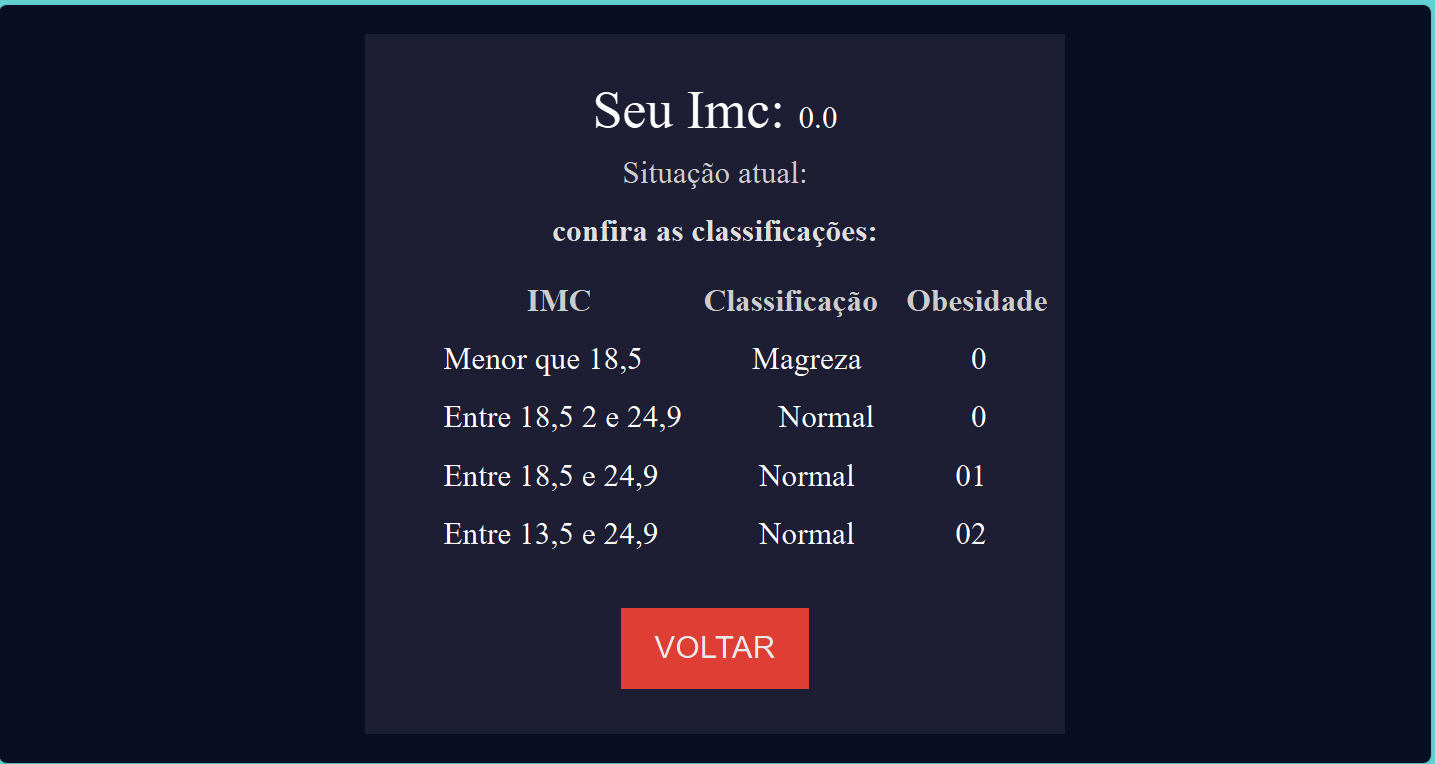 Seu Imc: 0.0
Situação atual:
confira as classificações:
IMC Classificação Obesidade
Menor que 18,5 Magreza 0
Entre 18,5 2 e 24,9 Normal 0
Entre 18,5 e 24,9 Normal 01
Entre 13,5 e 24,9 Normal 02
VOLTAR